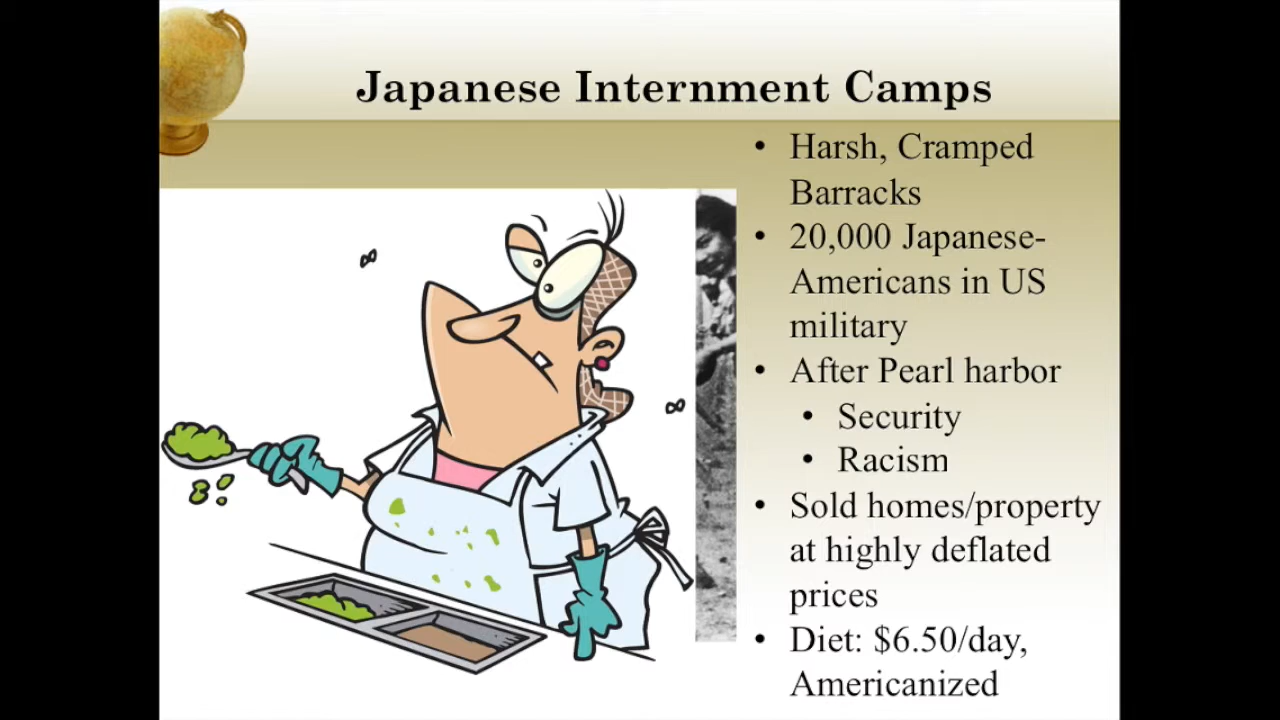 Japanese Internment Camps
• Harsh, Cramped
Barracks
• 20,000 Japanese-
Americans in US
military
• After Pearl harbor
• Security
• Racism
• Sold homes/property
at highly deflated
prices
• Diet: $6.50/day,
Americanized